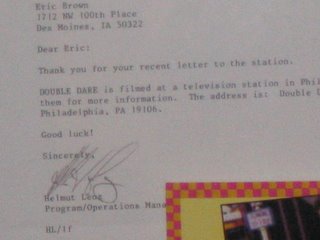 Eric Brown
1712 NW 100th Place
Des Moines, IA 50322
Dear Eric:
Thank you for your recent letter to the station.
DOUBLE DARE is filmed at a television station in Phil
them for more information. The address is: Double
Philadelphia, PA 19106.
Good luck!
Sincerely,
Helmut Lenz
Program/Operations Mana
HL/lf